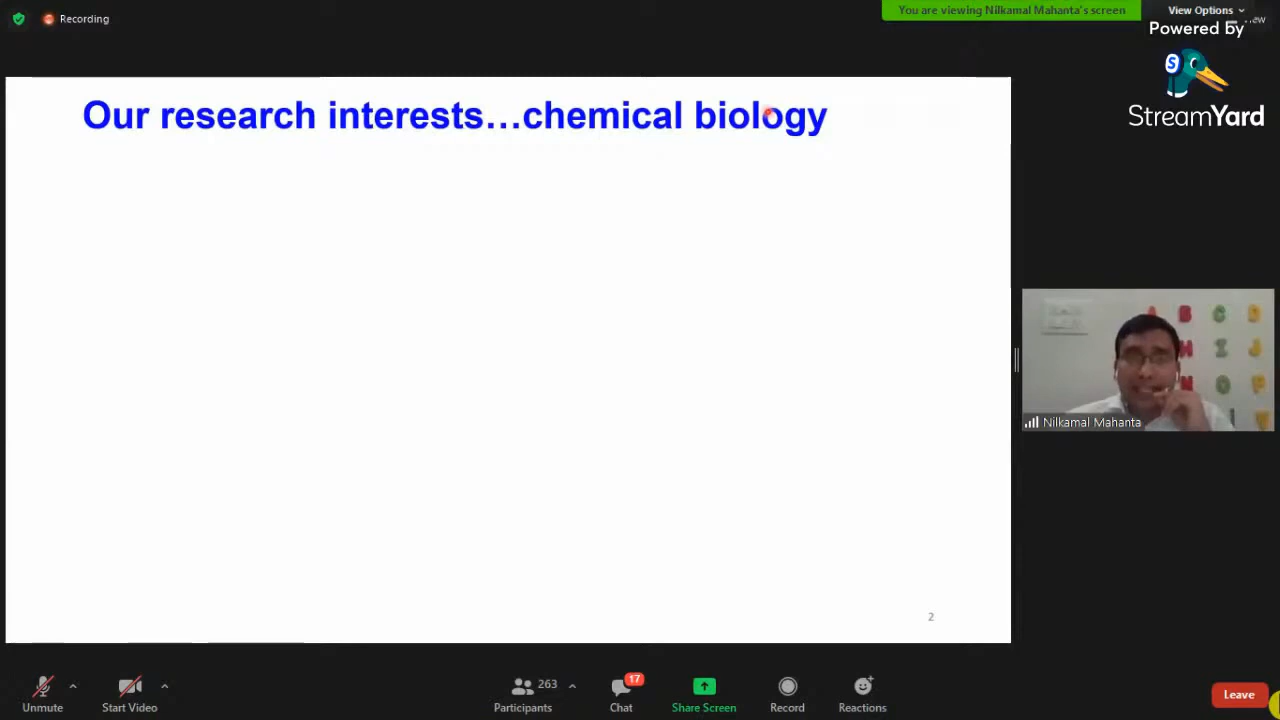 Recording
You are viewing Nilkamal Mahanta's screen
View Options
View
Powered by
S
StreamYard
Our research interests...chemical biology
A B C D
H I J
N O P
Nilkamal Mahanta
2
Unmute
Start Video
263
Participants
17
Chat
Share Screen
Record
Reactions
Leave